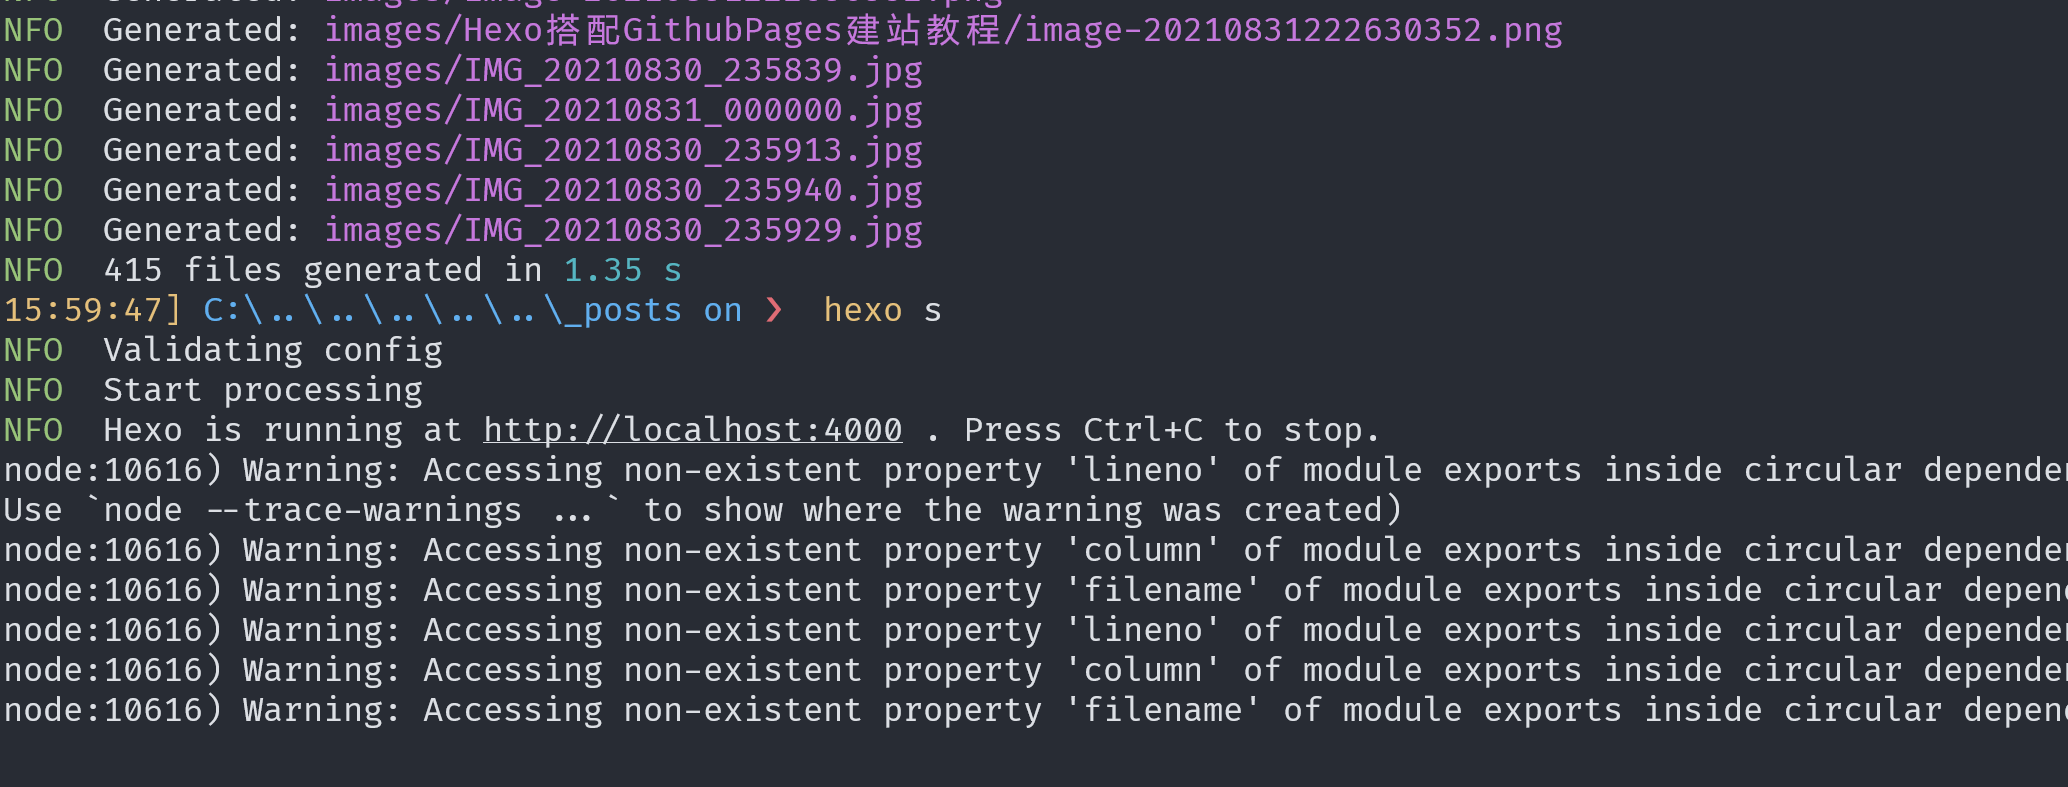 NFO  Generated: images/Hexo搭配GithubPages建站教程/image-20210831222630352.png
NFO  Generated: images/IMG_20210830_235839.jpg
NFO  Generated: images/IMG_20210831_000000.jpg
NFO  Generated: images/IMG_20210830_235913.jpg
NFO  Generated: images/IMG_20210830_235940.jpg
NFO  Generated: images/IMG_20210830_235929.jpg
NFO  415 files generated in 1.35 s
15:59:47] C:\..\..\..\..\..\_posts on ❯  hexo s
NFO  Validating config
NFO  Start processing
NFO  Hexo is running at http://localhost:4000 . Press Ctrl+C to stop.
node:10616) Warning: Accessing non-existent property 'lineno' of module exports inside circular depende
Use `node --trace-warnings ...` to show where the warning was created)
node:10616) Warning: Accessing non-existent property 'column' of module exports inside circular depende
node:10616) Warning: Accessing non-existent property 'filename' of module exports inside circular depen
node:10616) Warning: Accessing non-existent property 'lineno' of module exports inside circular depende
node:10616) Warning: Accessing non-existent property 'column' of module exports inside circular depende
node:10616) Warning: Accessing non-existent property 'filename' of module exports inside circular depen